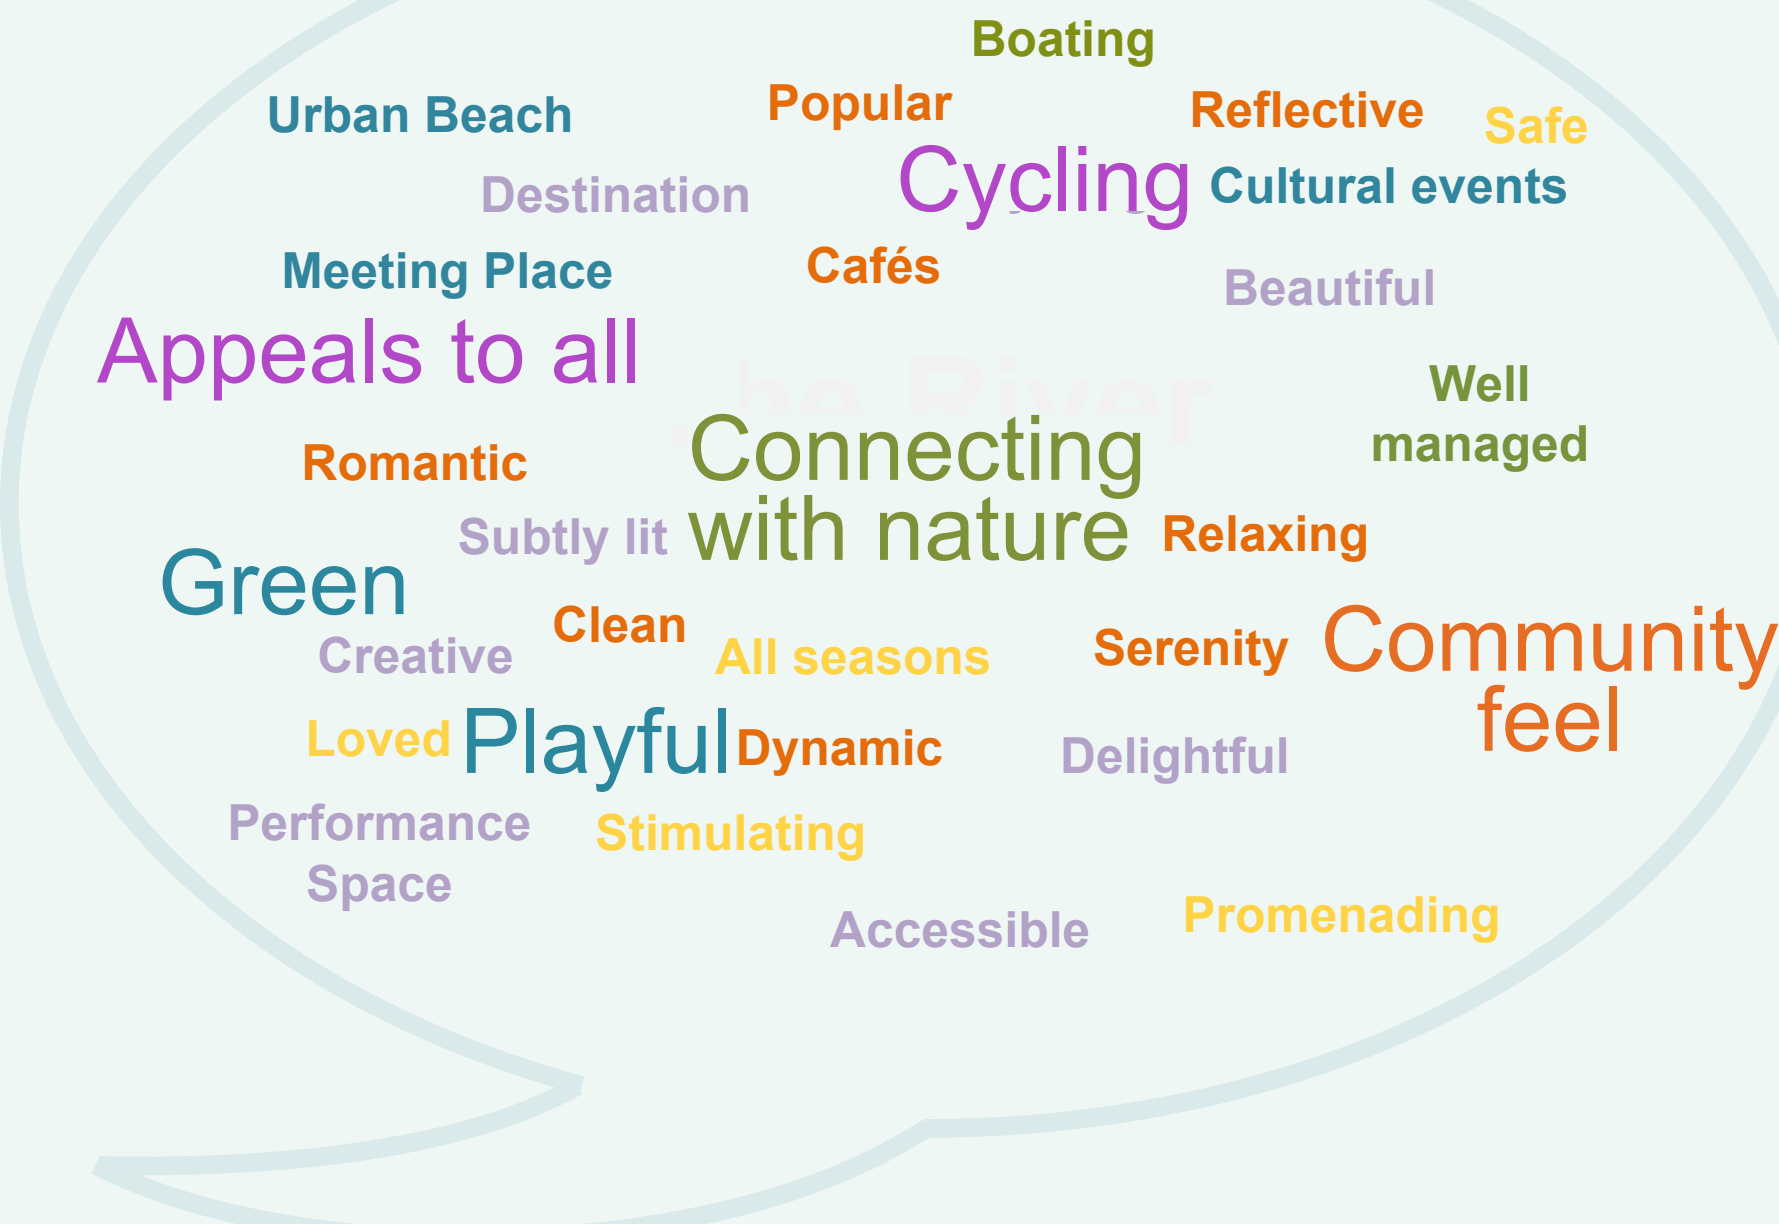 Boating
Urban Beach
Popular
Reflective
Safe
Destination
Cycling
Cultural events
Meeting Place
Cafés
Beautiful
Appeals to all
he River
Well
managed
Romantic
Connecting
with nature
Subtly lit
Relaxing
Green
Clean
Creative
All seasons
Serenity
Community
feel
Loved
Playful
Dynamic
Delightful
Performance
Space
Stimulating
Accessible
Promenading